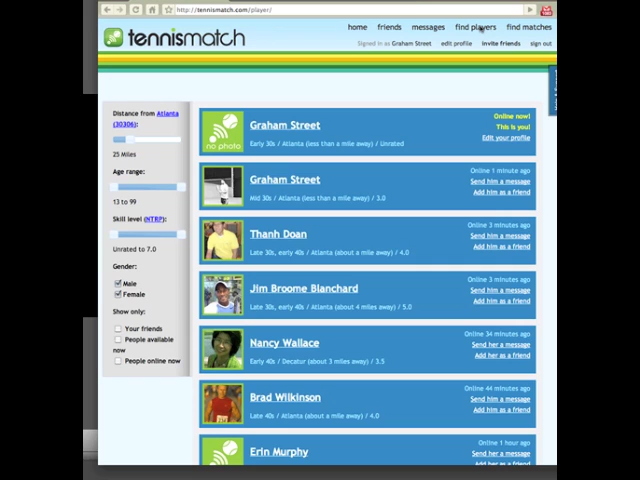 http://tennismatch.com/player/
home friends messages find players find matches
tennismatch
Signed in as Graham Street edit profile invite friends sign out
Distance from Atlanta
(30306):
25 Miles
Age range:
13 to 99
Skill level (NTRP):
Unrated to 7.0
Gender:
Male
Female
Show only:
Your friends
People available
now
People online now
no photo
Graham Street
Early 30s / Atlanta (less than a mile away) / Unrated
Online now!
This is you!
Edit your profile
Graham Street
Mid 30s / Atlanta (less than a mile away) / 3.0
Online 1 minute ago
Send him a message
Add him as a friend
Thanh Doan
Late 30s, early 40s / Atlanta (about a mile away) / 4.0
Online 3 minutes ago
Send him a message
Add him as a friend
Jim Broome Blanchard
Late 30s, early 40s / Atlanta (about 4 miles away) / 5.0
Online 3 minutes ago
Send him a message
Add him as a friend
Nancy Wallace
Early 40s / Decatur (about 3 miles away) / 3.5
Online 34 minutes ago
Send her a message
Add her as a friend
Brad Wilkinson
Late 40s / Atlanta (about a mile away) / 4.0
Online 44 minutes ago
Send him a message
Add him as a friend
Erin Murphy
Online 1 hour ago
Send her a message
Add her as a friend